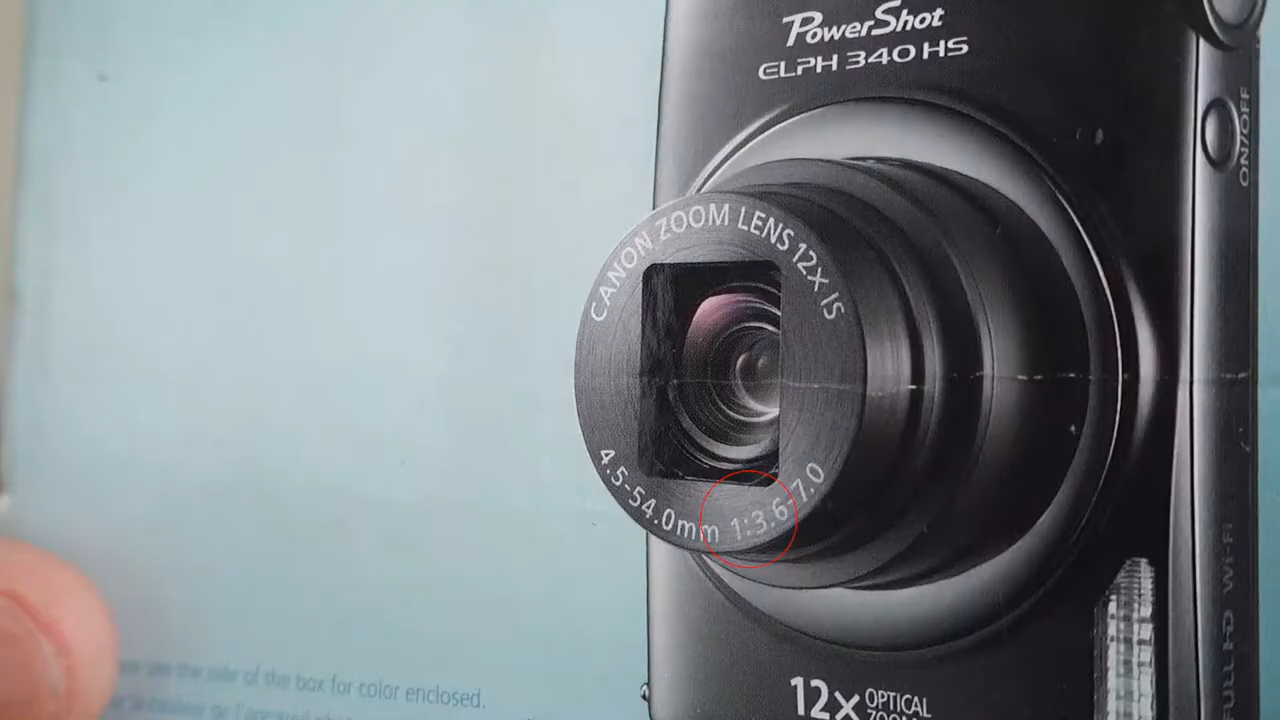 PowerShot
ELPH 340 HS
ON/OFF
CANON ZOOM LENS 12X IS
4.5-54.0mm 1:3.6-7.0
FULL HD Wi-Fi
see the side of the box for color enclosed.
12x OPTICAL
ZOOM